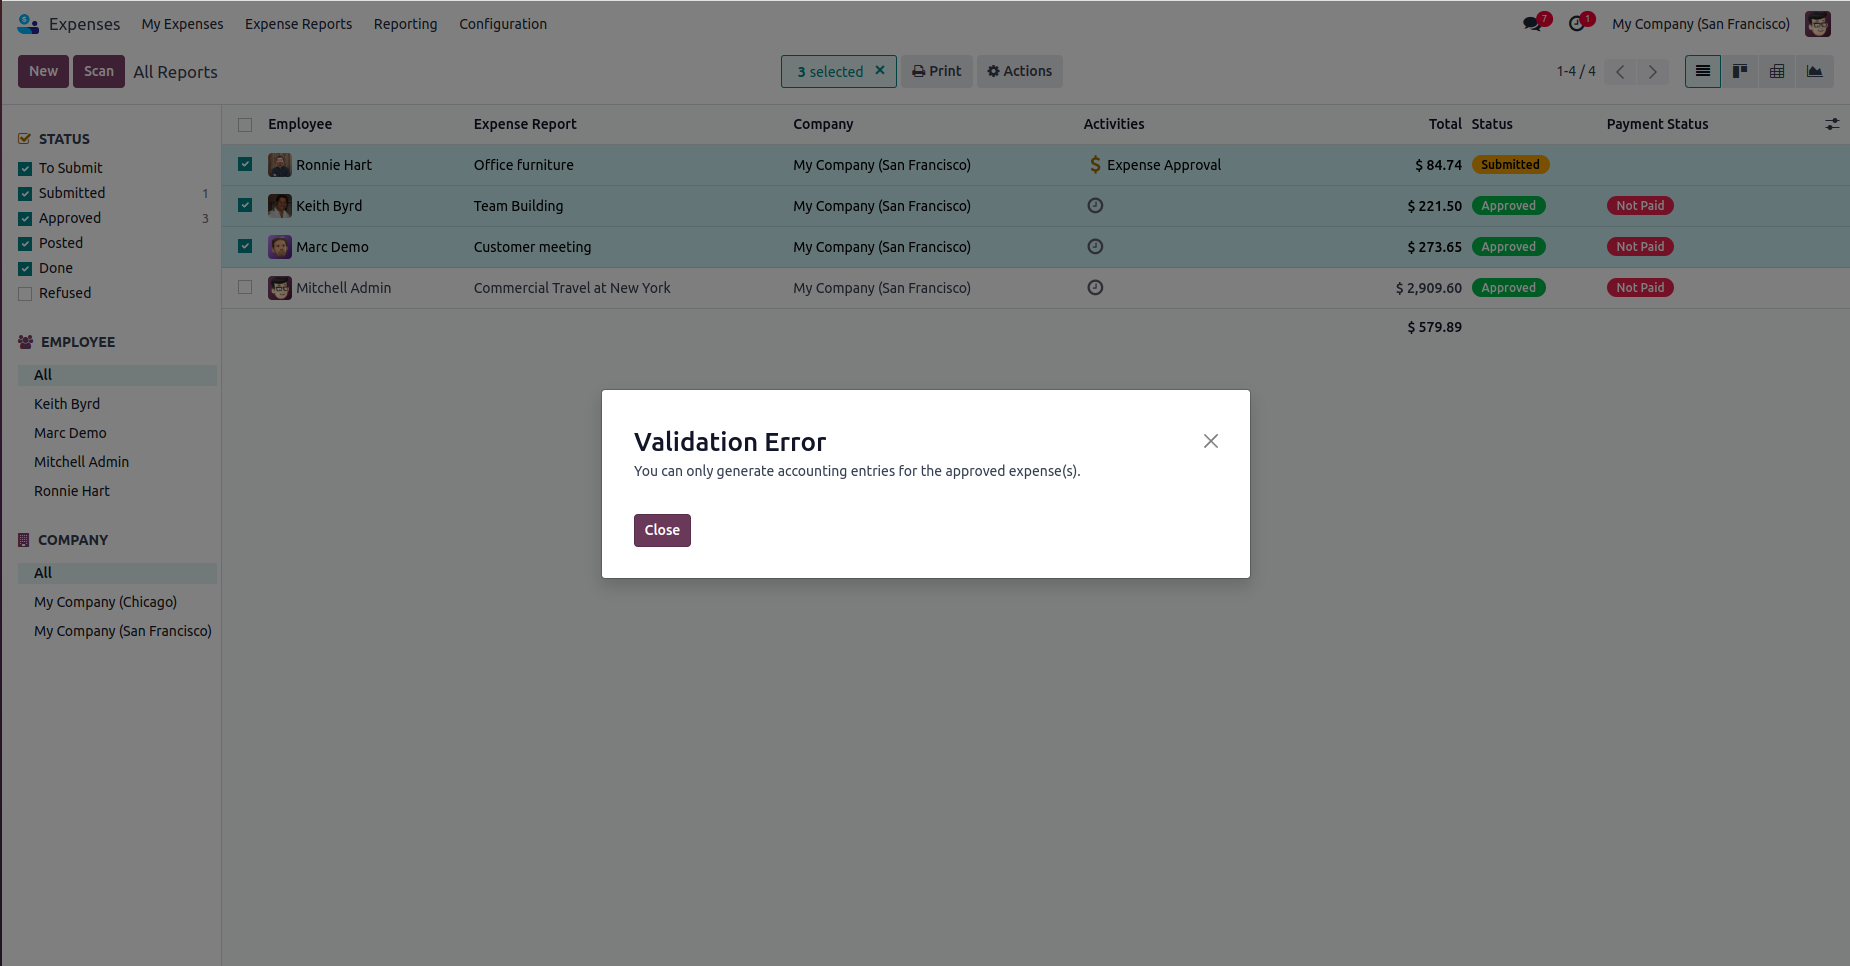 Expenses My Expenses Expense Reports Reporting Configuration 7 1 My Company (San Francisco)
New Scan All Reports 3 selected × Print Actions 1-4 / 4
STATUS
To Submit
Submitted 1
Approved 3
Posted
Done
Refused
EMPLOYEE
All
Keith Byrd
Marc Demo
Mitchell Admin
Ronnie Hart
COMPANY
All
My Company (Chicago)
My Company (San Francisco)
Employee Expense Report Company Activities Total Status Payment Status
Ronnie Hart Office furniture My Company (San Francisco) $ Expense Approval $ 84.74 Submitted
Keith Byrd Team Building My Company (San Francisco) $ 221.50 Approved Not Paid
Marc Demo Customer meeting My Company (San Francisco) $ 273.65 Approved Not Paid
Mitchell Admin Commercial Travel at New York My Company (San Francisco) $ 2,909.60 Approved Not Paid
$ 579.89
Validation Error
You can only generate accounting entries for the approved expense(s).
Close